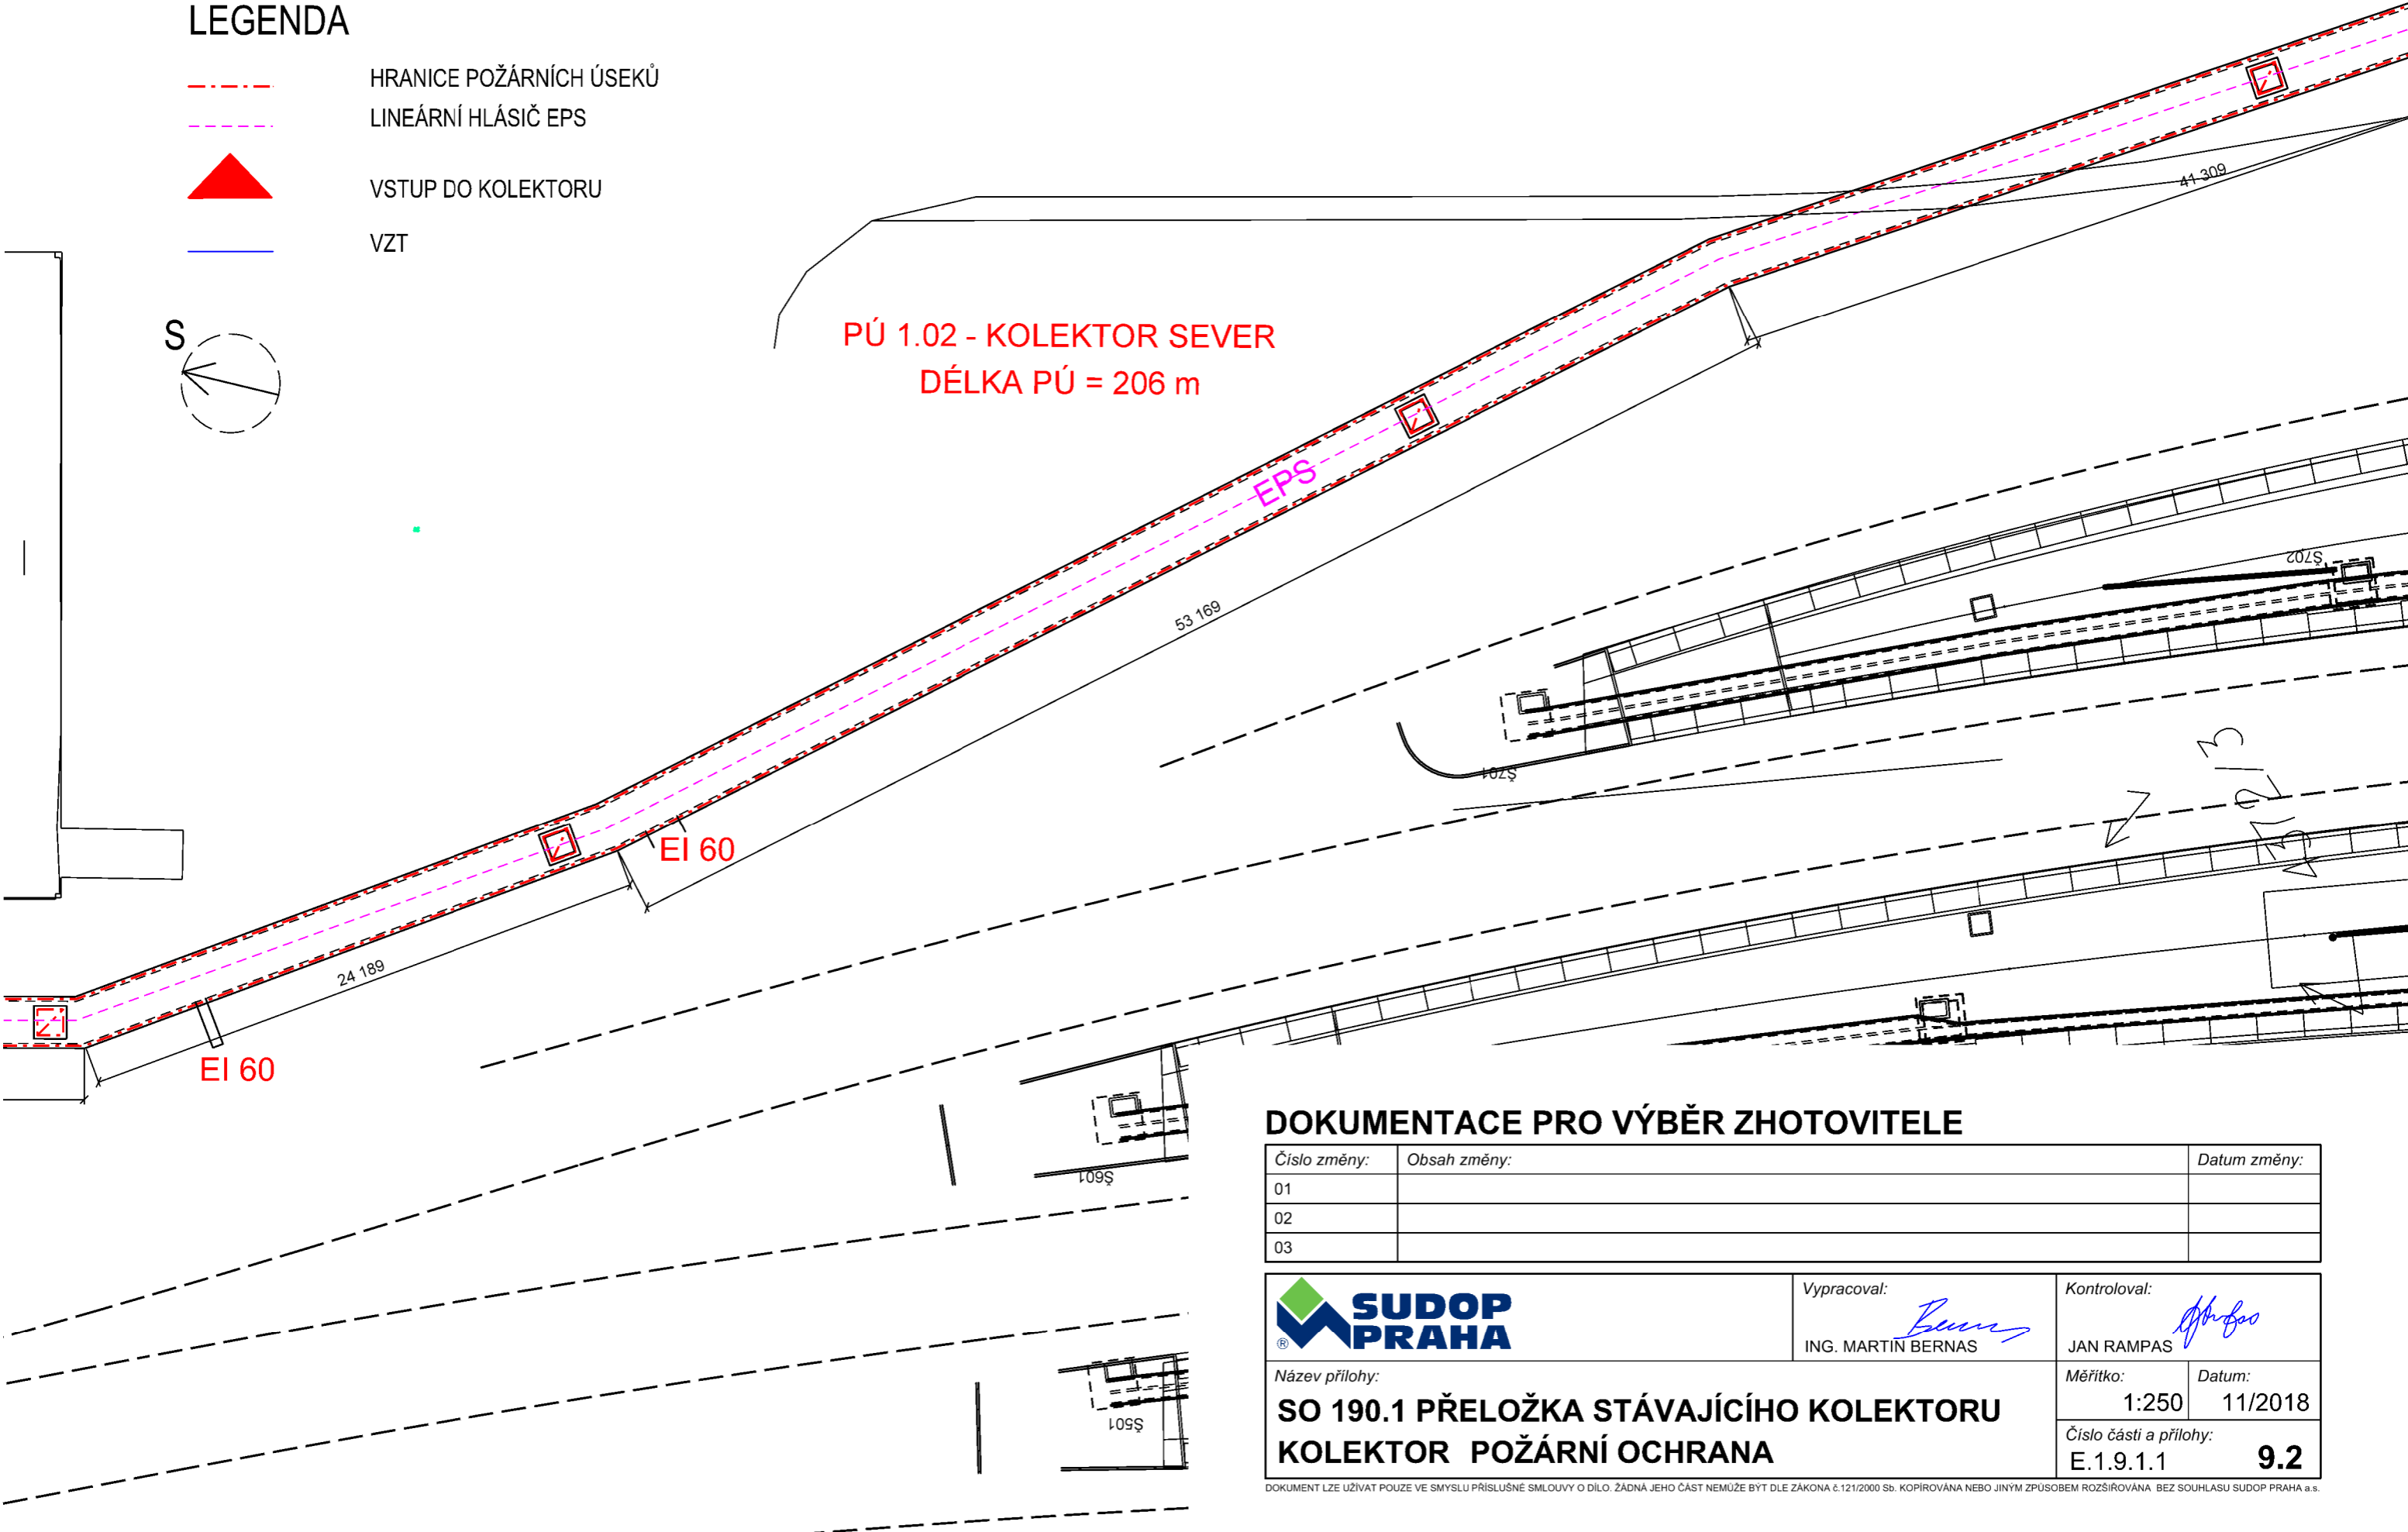 LEGENDA
HRANICE POŽÁRNÍCH ÚSEKŮ
LINEÁRNÍ HLÁSIČ EPS
VSTUP DO KOLEKTORU
VZT
S
PÚ 1.02 - KOLEKTOR SEVER
DÉLKA PÚ = 206 m
41 309
EPS
53 169
24 189
EI 60
EI 60
Š702
Š701
Š601
Š501
DOKUMENTACE PRO VÝBĚR ZHOTOVITELE
Číslo změny: Obsah změny: Datum změny:
01
02
03
SUDOP
PRAHA
®
Vypracoval:
ING. MARTIN BERNAS
Kontroloval:
JAN RAMPAS
Název přílohy:
SO 190.1 PŘELOŽKA STÁVAJÍCÍHO KOLEKTORU
KOLEKTOR POŽÁRNÍ OCHRANA
Měřítko: Datum:
1:250 11/2018
Číslo části a přílohy:
E.1.9.1.1 9.2
DOKUMENT LZE UŽÍVAT POUZE VE SMYSLU PŘÍSLUŠNÉ SMLOUVY O DÍLO. ŽÁDNÁ JEHO ČÁST NEMŮŽE BÝT DLE ZÁKONA č.121/2000 Sb. KOPÍROVÁNA NEBO JINÝM ZPŮSOBEM ROZŠIŘOVÁNA BEZ SOUHLASU SUDOP PRAHA a.s.